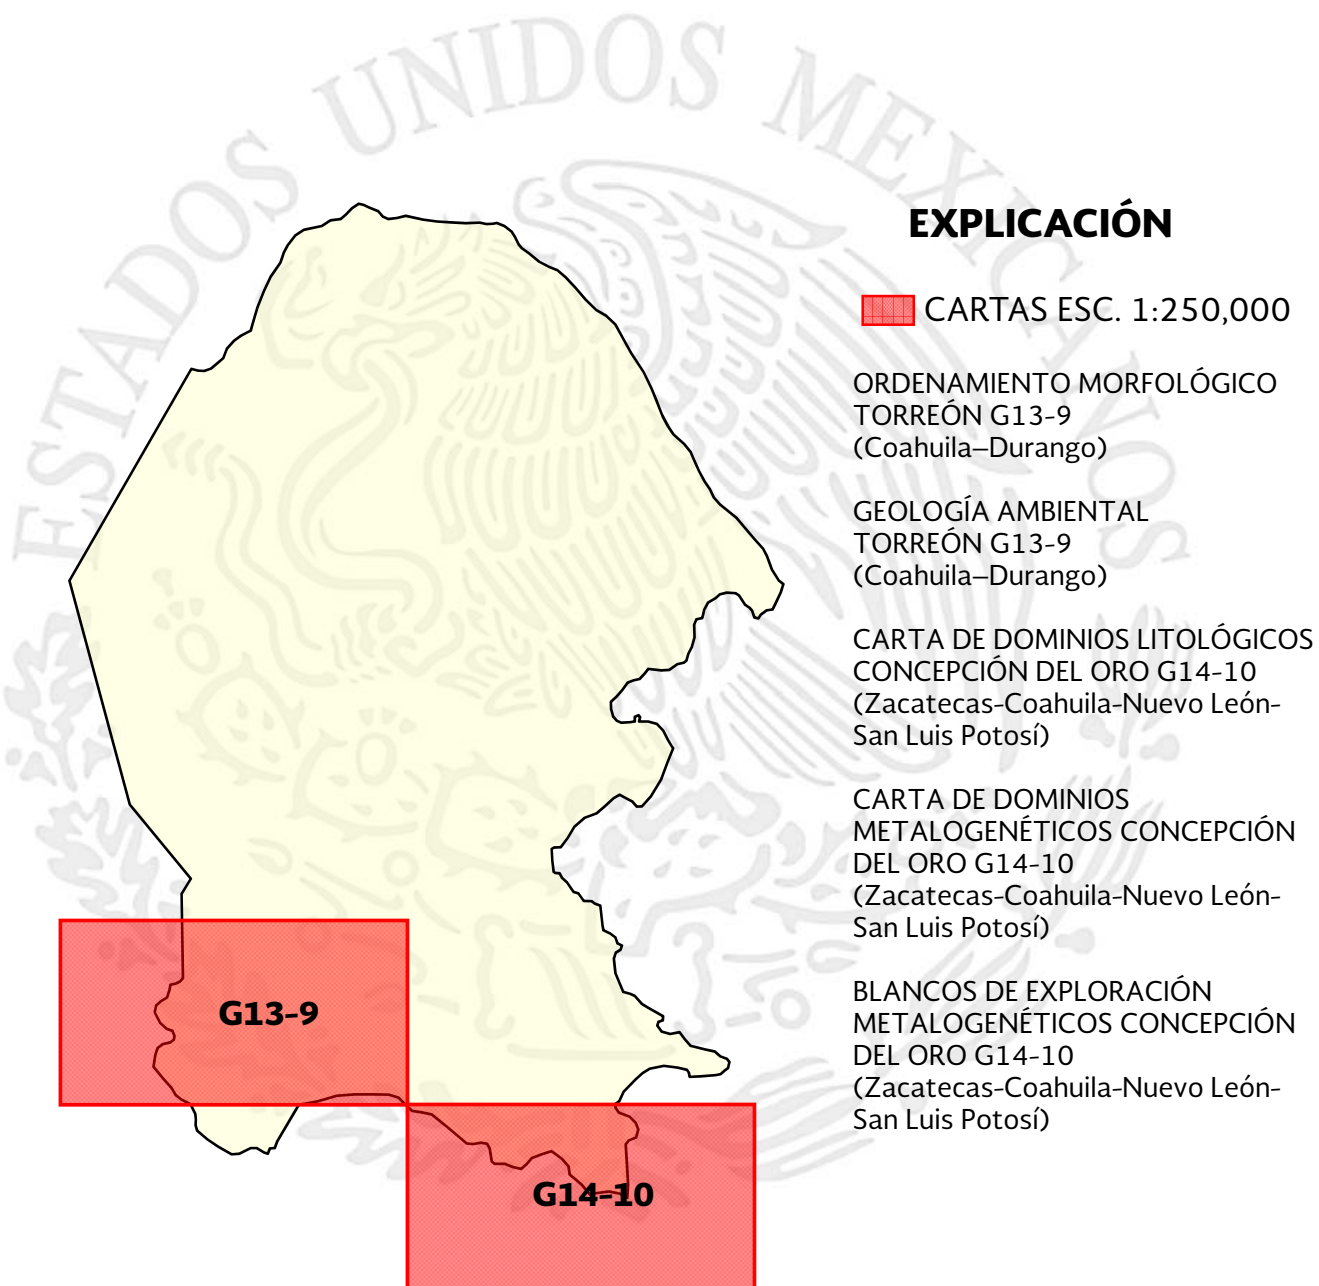 ESTADOS UNIDOS MEXICANOS
EXPLICACIÓN
CARTAS ESC. 1:250,000
ORDENAMIENTO MORFOLÓGICO
TORREÓN G13-9
(Coahuila–Durango)
GEOLOGÍA AMBIENTAL
TORREÓN G13-9
(Coahuila–Durango)
CARTA DE DOMINIOS LITOLÓGICOS
CONCEPCIÓN DEL ORO G14-10
(Zacatecas-Coahuila-Nuevo León-
San Luis Potosí)
CARTA DE DOMINIOS
METALOGENÉTICOS CONCEPCIÓN
DEL ORO G14-10
(Zacatecas-Coahuila-Nuevo León-
San Luis Potosí)
BLANCOS DE EXPLORACIÓN
METALOGENÉTICOS CONCEPCIÓN
DEL ORO G14-10
(Zacatecas-Coahuila-Nuevo León-
San Luis Potosí)
G13-9
G14-10